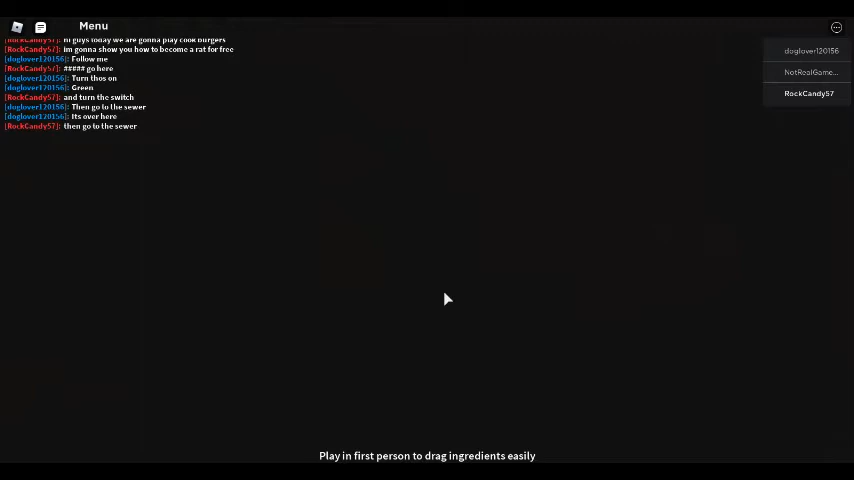 Menu
[RockCandy57]: hi guys today we are gonna play cook burgers
[RockCandy57]: im gonna show you how to become a rat for free
[doglover120156]: Follow me
[RockCandy57]: ##### go here
[doglover120156]: Turn thos on
[doglover120156]: Green
[RockCandy57]: and turn the switch
[doglover120156]: Then go to the sewer
[doglover120156]: Its over here
[RockCandy57]: then go to the sewer
doglover120156
NotRealGame...
RockCandy57
Play in first person to drag ingredients easily